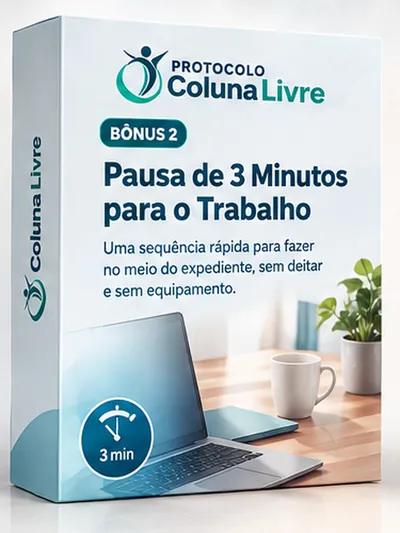 PROTOCOLO
Coluna Livre
BÔNUS 2
Pausa de 3 Minutos
para o Trabalho
Uma sequência rápida para fazer
no meio do expediente, sem deitar
e sem equipamento.
3 min
Coluna Livre